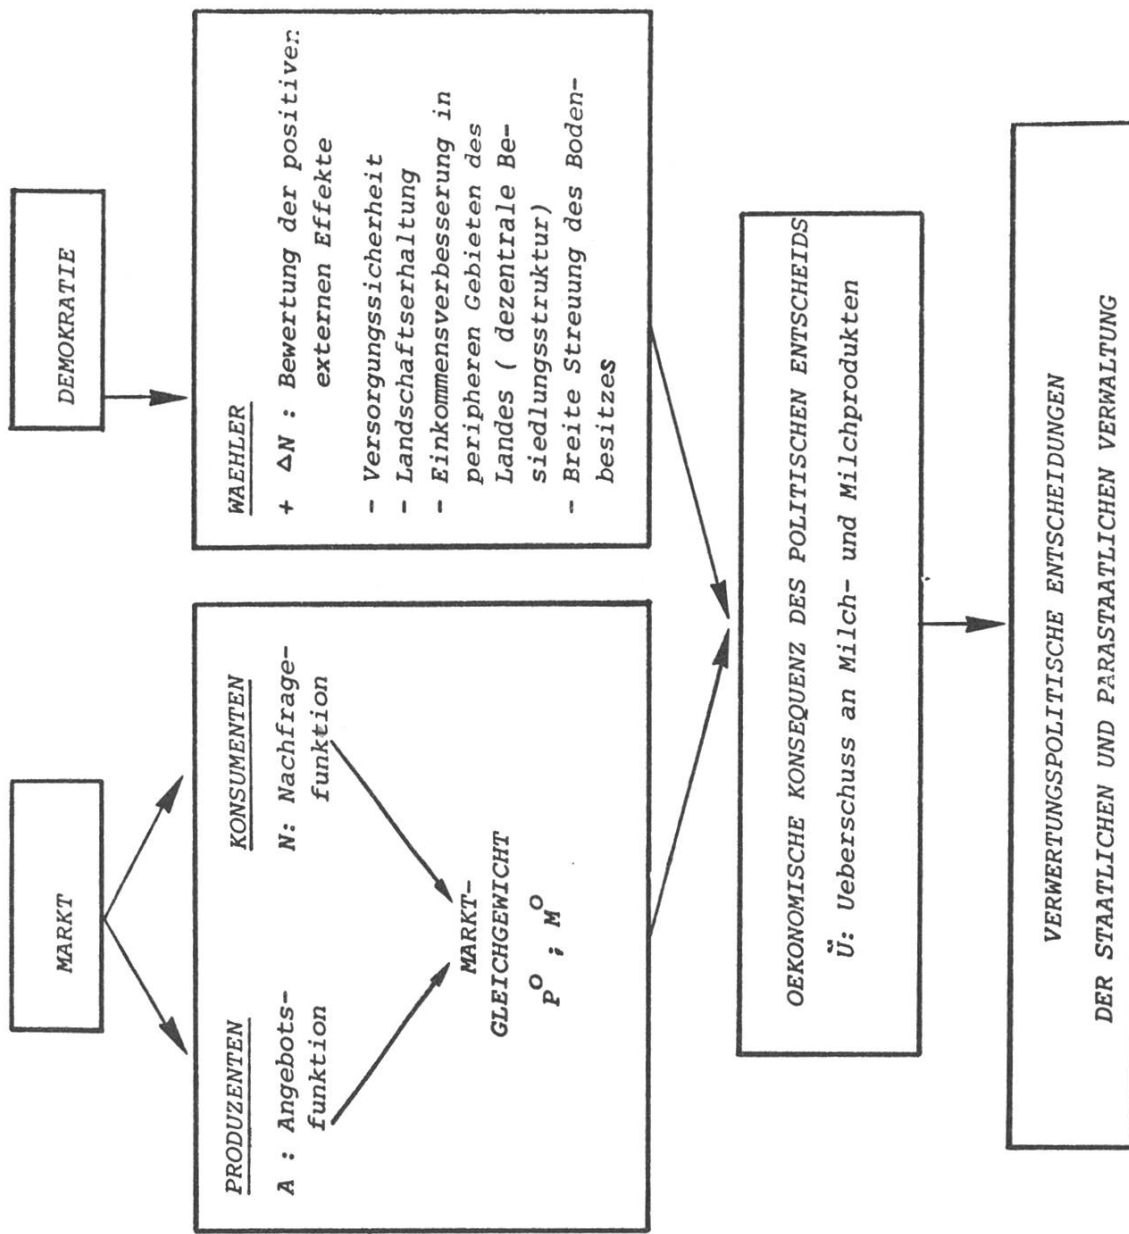 MARKT
DEMOKRATIE
PRODUZENTEN
A : Angebots-
funktion
KONSUMENTEN
N: Nachfrage-
funktion
MARKT-
GLEICHGEWICHT
P° ; M°
WAEHLER
+ ΔN : Bewertung der positiven
externen Effekte
- Versorgungssicherheit
- Landschaftserhaltung
- Einkommensverbesserung in
peripheren Gebieten des
Landes ( dezentrale Be-
siedlungsstruktur)
- Breite Streuung des Boden-
besitzes
OEKONOMISCHE KONSEQUENZ DES POLITISCHEN ENTSCHEIDS
Ü: Ueberschuss an Milch- und Milchprodukten
VERWERTUNGSPOLITISCHE ENTSCHEIDUNGEN
DER STAATLICHEN UND PARASTAATLICHEN VERWALTUNG